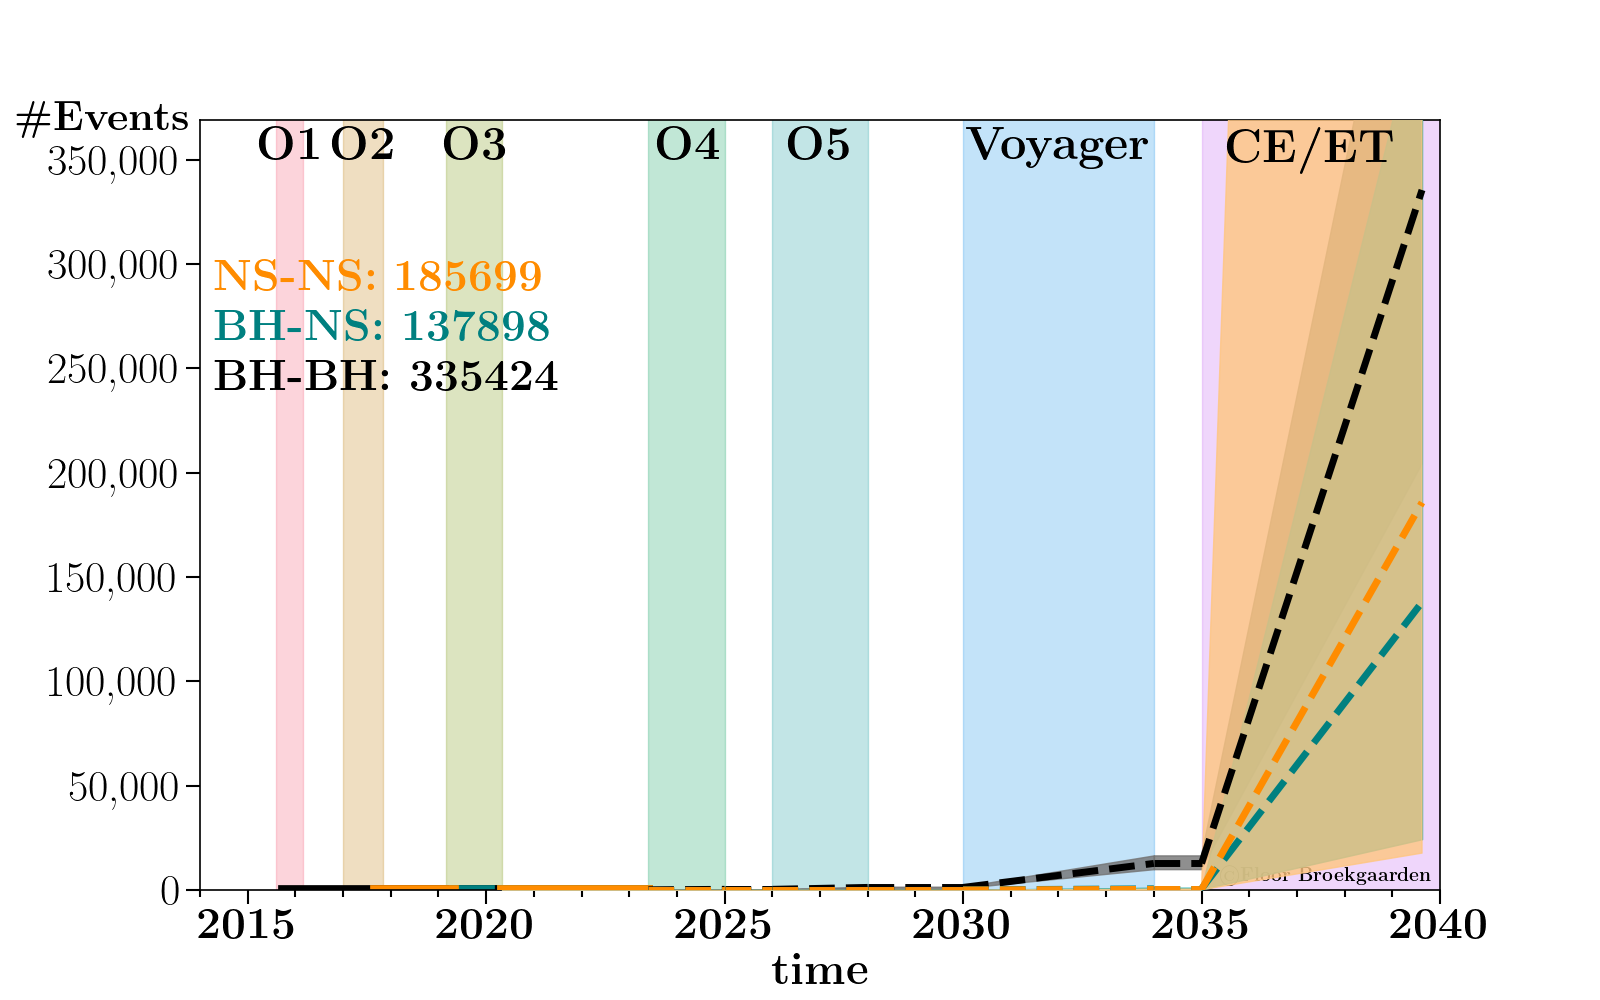 #Events
O1 O2 O3 O4 O5 Voyager CE/ET
350,000
300,000
NS-NS: 185699
BH-NS: 137898
250,000
BH-BH: 335424
200,000
150,000
100,000
50,000
©Floor Broekgaarden
0
2015 2020 2025 2030 2035 2040
time